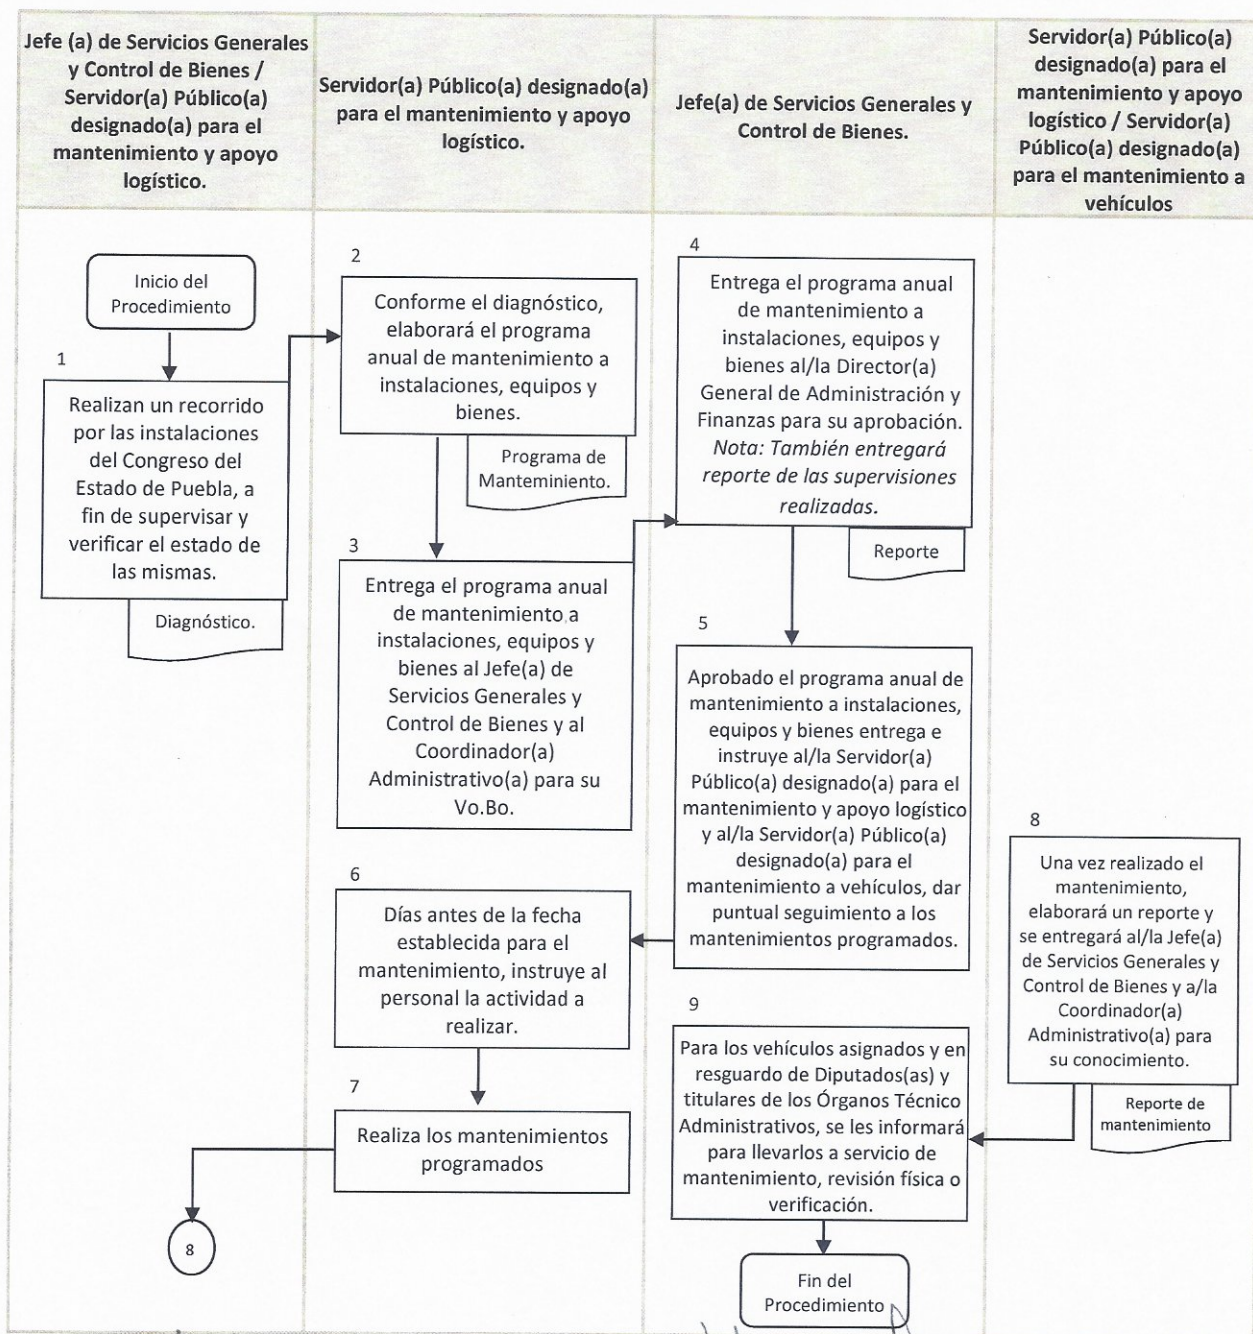 Jefe (a) de Servicios Generales
y Control de Bienes /
Servidor(a) Público(a)
designado(a) para el
mantenimiento y apoyo
logístico.
Servidor(a) Público(a) designado(a)
para el mantenimiento y apoyo
logístico.
Jefe(a) de Servicios Generales y
Control de Bienes.
Servidor(a) Público(a)
designado(a) para el
mantenimiento y apoyo
logístico / Servidor(a)
Público(a) designado(a)
para el mantenimiento a
vehículos
Inicio del
Procedimiento
1
Realizan un recorrido
por las instalaciones
del Congreso del
Estado de Puebla, a
fin de supervisar y
verificar el estado de
las mismas.
Diagnóstico.
2
Conforme el diagnóstico,
elaborará el programa
anual de mantenimiento a
instalaciones, equipos y
bienes.
Programa de
Manteminiento.
3
Entrega el programa anual
de mantenimiento a
instalaciones, equipos y
bienes al Jefe(a) de
Servicios Generales y
Control de Bienes y al
Coordinador(a)
Administrativo(a) para su
Vo.Bo.
4
Entrega el programa anual
de mantenimiento a
instalaciones, equipos y
bienes al/la Director(a)
General de Administración y
Finanzas para su aprobación.
Nota: También entregará
reporte de las supervisiones
realizadas.
Reporte
5
Aprobado el programa anual de
mantenimiento a instalaciones,
equipos y bienes entrega e
instruye al/la Servidor(a)
Público(a) designado(a) para el
mantenimiento y apoyo logístico
y al/la Servidor(a) Público(a)
designado(a) para el
mantenimiento a vehículos, dar
puntual seguimiento a los
mantenimientos programados.
6
Días antes de la fecha
establecida para el
mantenimiento, instruye al
personal la actividad a
realizar.
7
Realiza los mantenimientos
programados
8
8
Una vez realizado el
mantenimiento,
elaborará un reporte y
se entregará al/la Jefe(a)
de Servicios Generales y
Control de Bienes y a/la
Coordinador(a)
Administrativo(a) para
su conocimiento.
Reporte de
mantenimiento
9
Para los vehículos asignados y en
resguardo de Diputados(as) y
titulares de los Órganos Técnico
Administrativos, se les informará
para llevarlos a servicio de
mantenimiento, revisión física o
verificación.
Fin del
Procedimiento